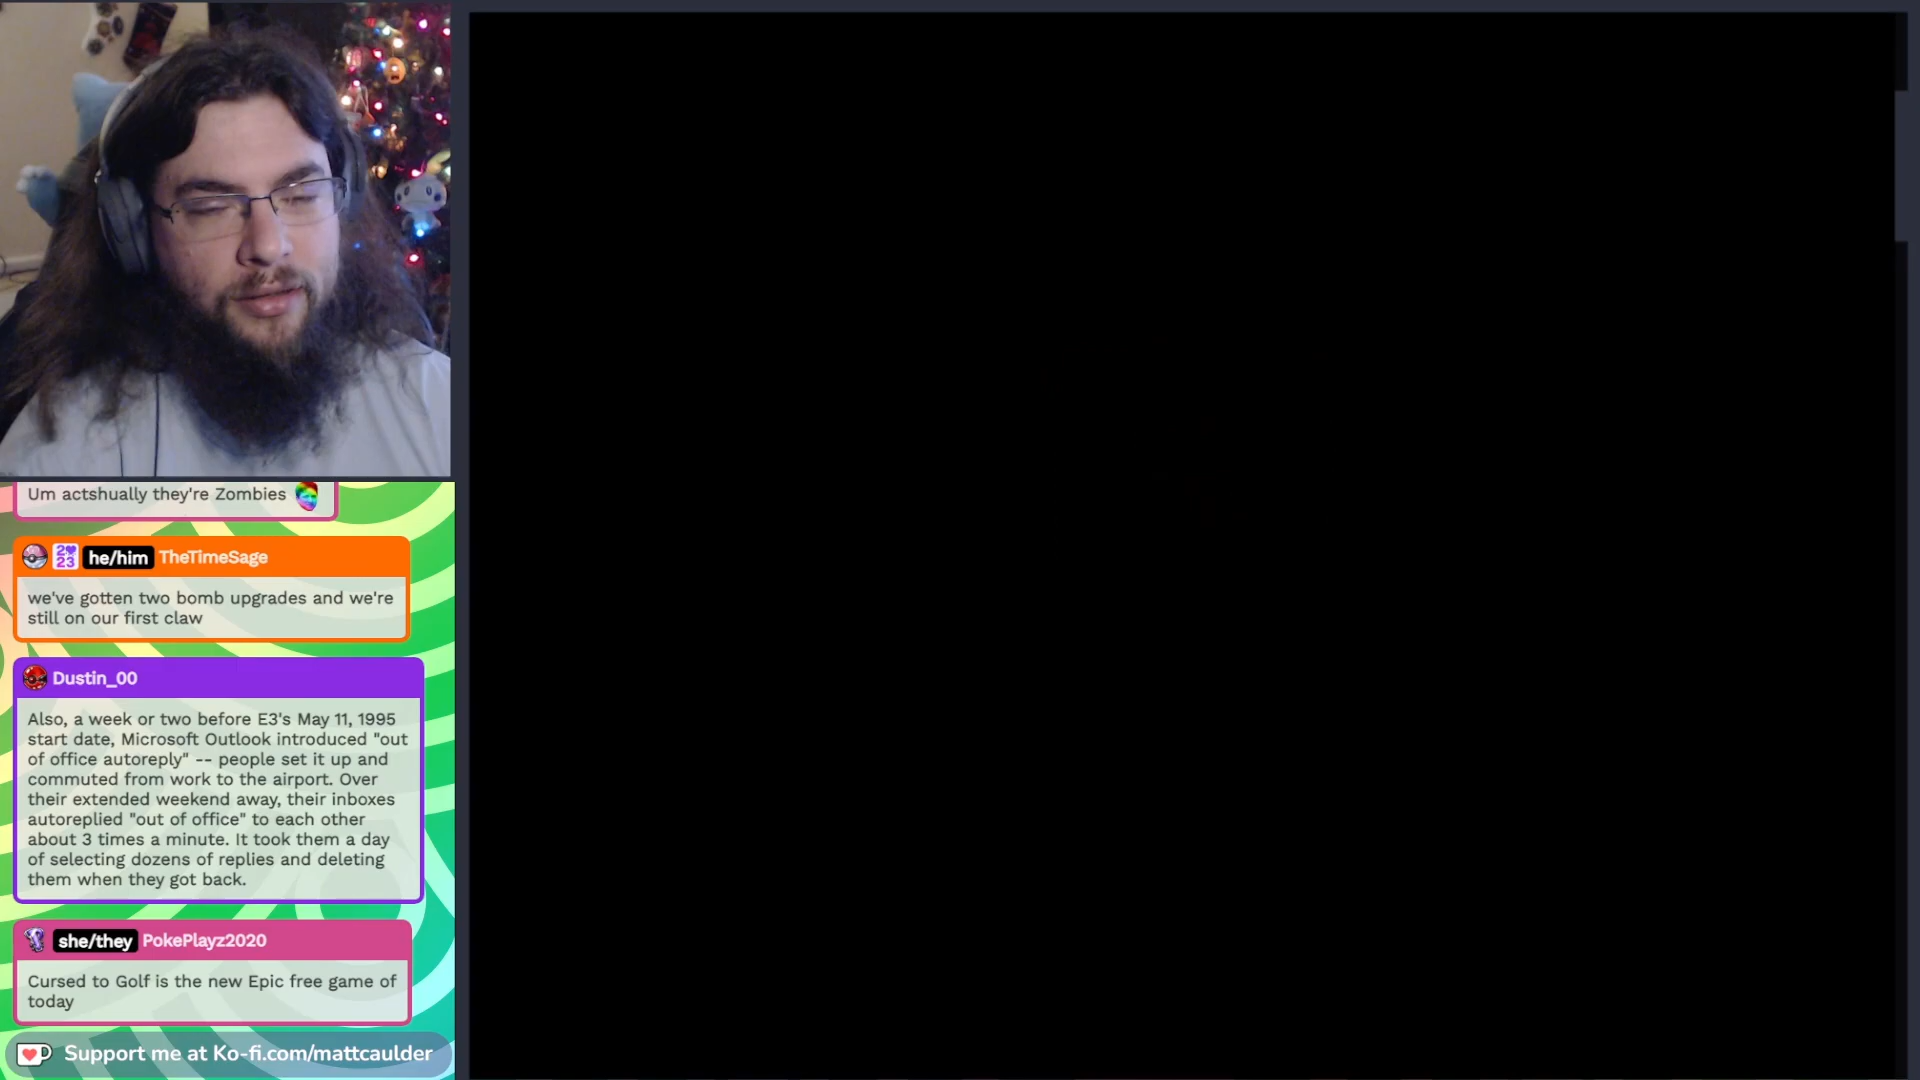 Um actshually they're Zombies
he/him TheTimeSage
we've gotten two bomb upgrades and we're
still on our first claw
Dustin_00
Also, a week or two before E3's May 11, 1995
start date, Microsoft Outlook introduced "out
of office autoreply" -- people set it up and
commuted from work to the airport. Over
their extended weekend away, their inboxes
autoreplied "out of office" to each other
about 3 times a minute. It took them a day
of selecting dozens of replies and deleting
them when they got back.
she/they PokePlayz2020
Cursed to Golf is the new Epic free game of
today
Support me at Ko-fi.com/mattcaulder